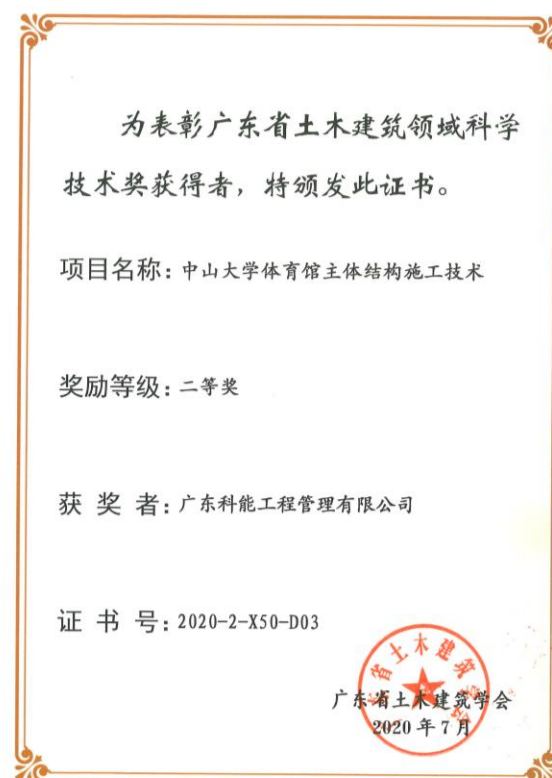 为表彰广东省土木建筑领域科学
技术奖获得者，特颁发此证书。
项目名称：中山大学体育馆主体结构施工技术
奖励等级：二等奖
获 奖 者：广东科能工程管理有限公司
证 书 号：2020-2-X50-D03
广东省土木建筑学会
2020年7月